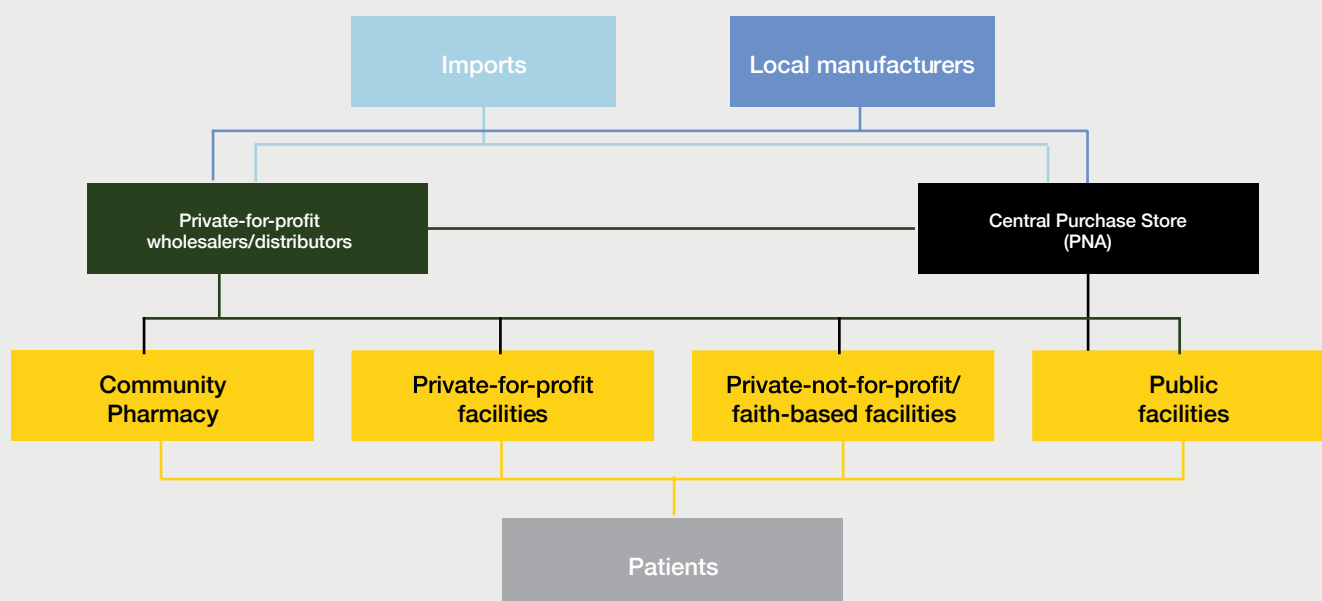 Imports
Local manufacturers
Private-for-profit
wholesalers/distributors
Central Purchase Store
(PNA)
Community
Pharmacy
Private-for-profit
facilities
Private-not-for-profit/
faith-based facilities
Public
facilities
Patients